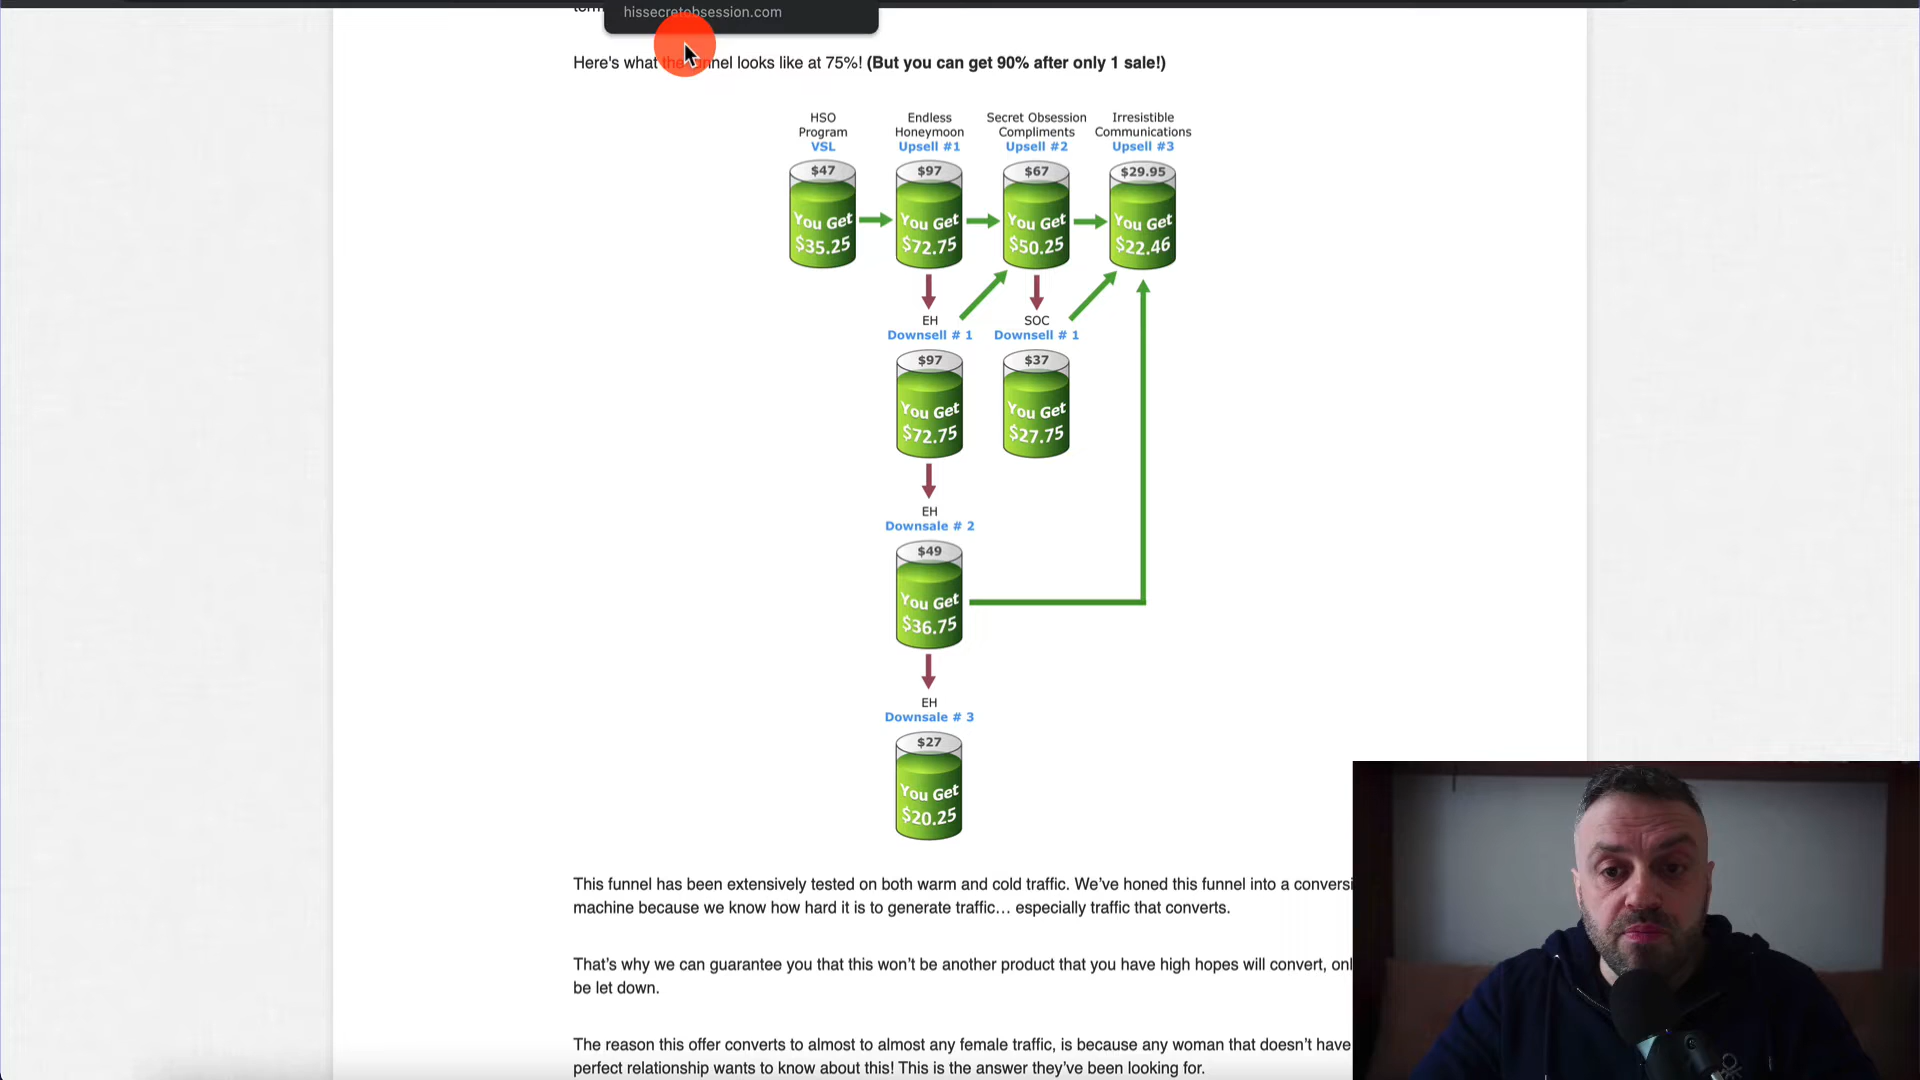 hissecretobsession.com
Here's what the funnel looks like at 75%! (But you can get 90% after only 1 sale!)
HSO
Program
VSL
Endless
Honeymoon
Upsell #1
Secret Obsession
Compliments
Upsell #2
Irresistible
Communications
Upsell #3
$47
You Get
$35.25
$97
You Get
$72.75
$67
You Get
$50.25
$29.95
You Get
$22.46
EH
Downsell # 1
SOC
Downsell # 1
$97
You Get
$72.75
$37
You Get
$27.75
EH
Downsale # 2
$49
You Get
$36.75
EH
Downsale # 3
$27
You Get
$20.25
This funnel has been extensively tested on both warm and cold traffic. We've honed this funnel into a conversi
machine because we know how hard it is to generate traffic... especially traffic that converts.
That's why we can guarantee you that this won't be another product that you have high hopes will convert, onl
be let down.
The reason this offer converts to almost to almost any female traffic, is because any woman that doesn't have
perfect relationship wants to know about this! This is the answer they've been looking for.